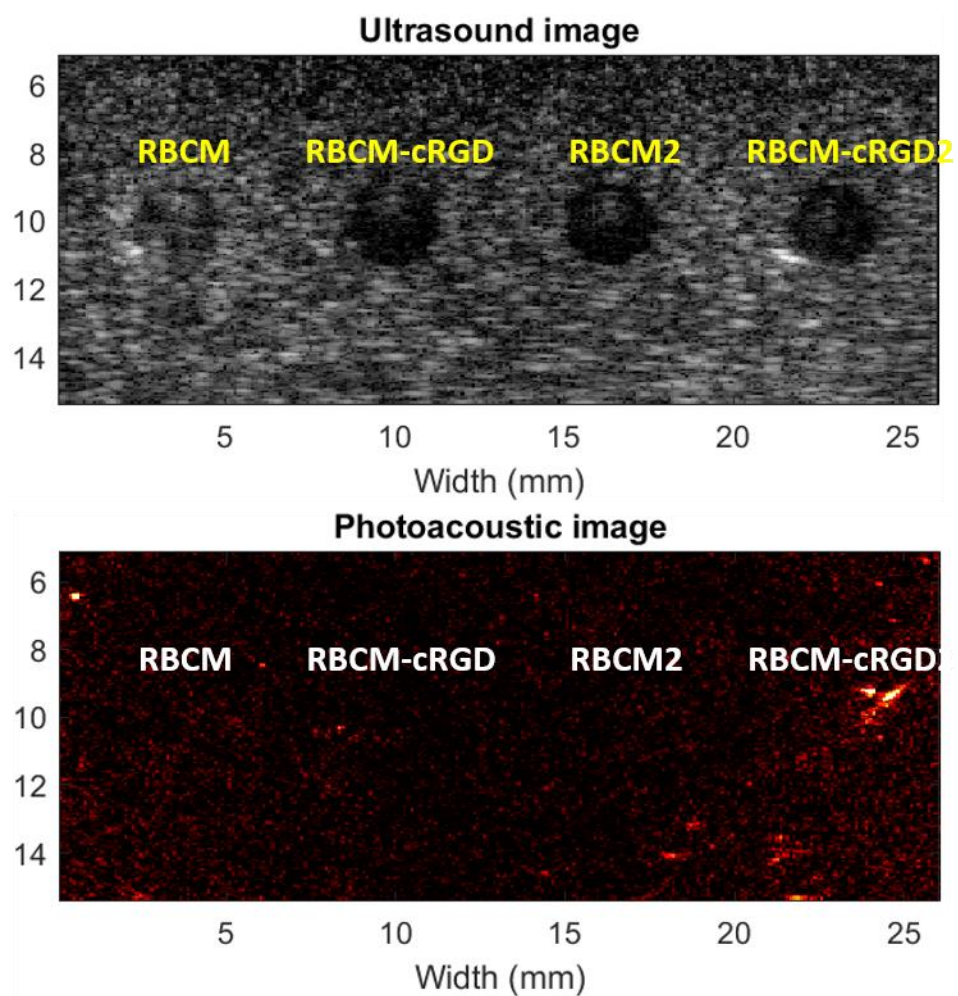 Ultrasound image
6
RBCM RBCM-cRGD RBCM2 RBCM-cRGD2
8
10
12
14
5 10 15 20 25
Width (mm)
Photoacoustic image
6
RBCM RBCM-cRGD RBCM2 RBCM-cRGD2
8
10
12
14
5 10 15 20 25
Width (mm)